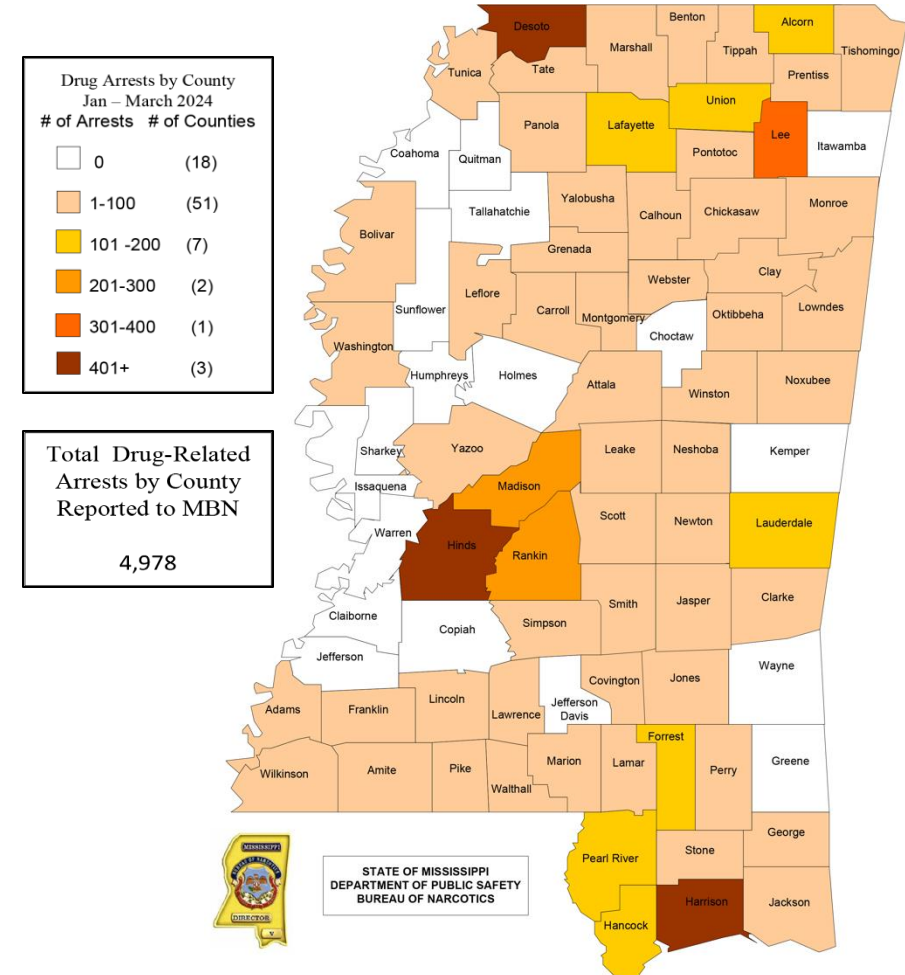 Drug Arrests by County
Jan – March 2024
# of Arrests # of Counties
0 (18)
1-100 (51)
101 -200 (7)
201-300 (2)
301-400 (1)
401+ (3)
Total Drug-Related
Arrests by County
Reported to MBN
4,978
Desoto
Benton
Alcorn
Marshall
Tippah
Tishomingo
Tunica
Tate
Prentiss
Union
Panola
Lafayette
Lee
Coahoma
Quitman
Pontotoc
Itawamba
Tallahatchie
Yalobusha
Calhoun
Chickasaw
Monroe
Bolivar
Grenada
Webster
Clay
Sunflower
Leflore
Carroll
Montgomery
Oktibbeha
Lowndes
Washington
Choctaw
Humphreys
Holmes
Attala
Winston
Noxubee
Sharkey
Yazoo
Leake
Neshoba
Kemper
Issaquena
Madison
Warren
Hinds
Rankin
Scott
Newton
Lauderdale
Claiborne
Copiah
Simpson
Smith
Jasper
Clarke
Jefferson
Wayne
Covington
Jones
Adams
Franklin
Lincoln
Lawrence
Jefferson
Davis
Wilkinson
Amite
Pike
Walthall
Marion
Lamar
Forrest
Perry
Greene
George
Pearl River
Stone
Hancock
Harrison
Jackson
MISSISSIPPI
BUREAU OF NARCOTICS
DIRECTOR
V
STATE OF MISSISSIPPI
DEPARTMENT OF PUBLIC SAFETY
BUREAU OF NARCOTICS